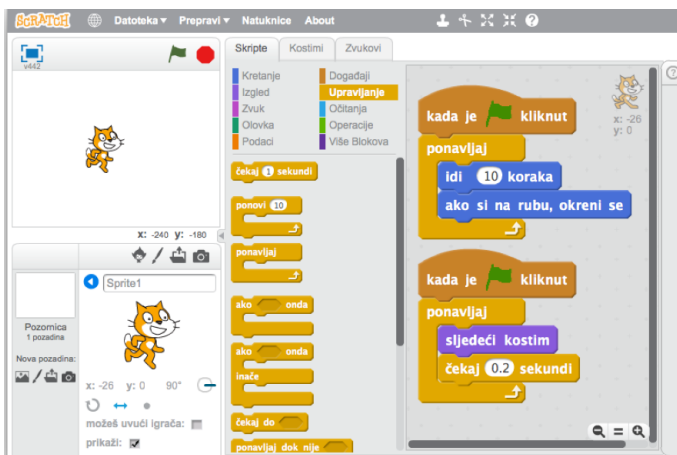 SCRATCH Datoteka Prepravi Natuknice About
v442
Skripte Kostimi Zvukovi
Kretanje Događaji
Izgled Upravljanje
Zvuk Očitanja
Olovka Operacije
Podaci Više Blokova
čekaj 1 sekundi
ponovi 10
ponavljaj
ako onda
ako onda
inače
čekaj do
ponavljaj dok nije
x: -240 y: -180
Sprite1
Pozornica
1 pozadina
Nova pozadina:
x: -26 y: 0 90°
možeš uvući igrača:
prikaži:
x: -26
y: 0
kada je kliknut
ponavljaj
idi 10 koraka
ako si na rubu, okreni se
kada je kliknut
ponavljaj
sljedeći kostim
čekaj 0.2 sekundi